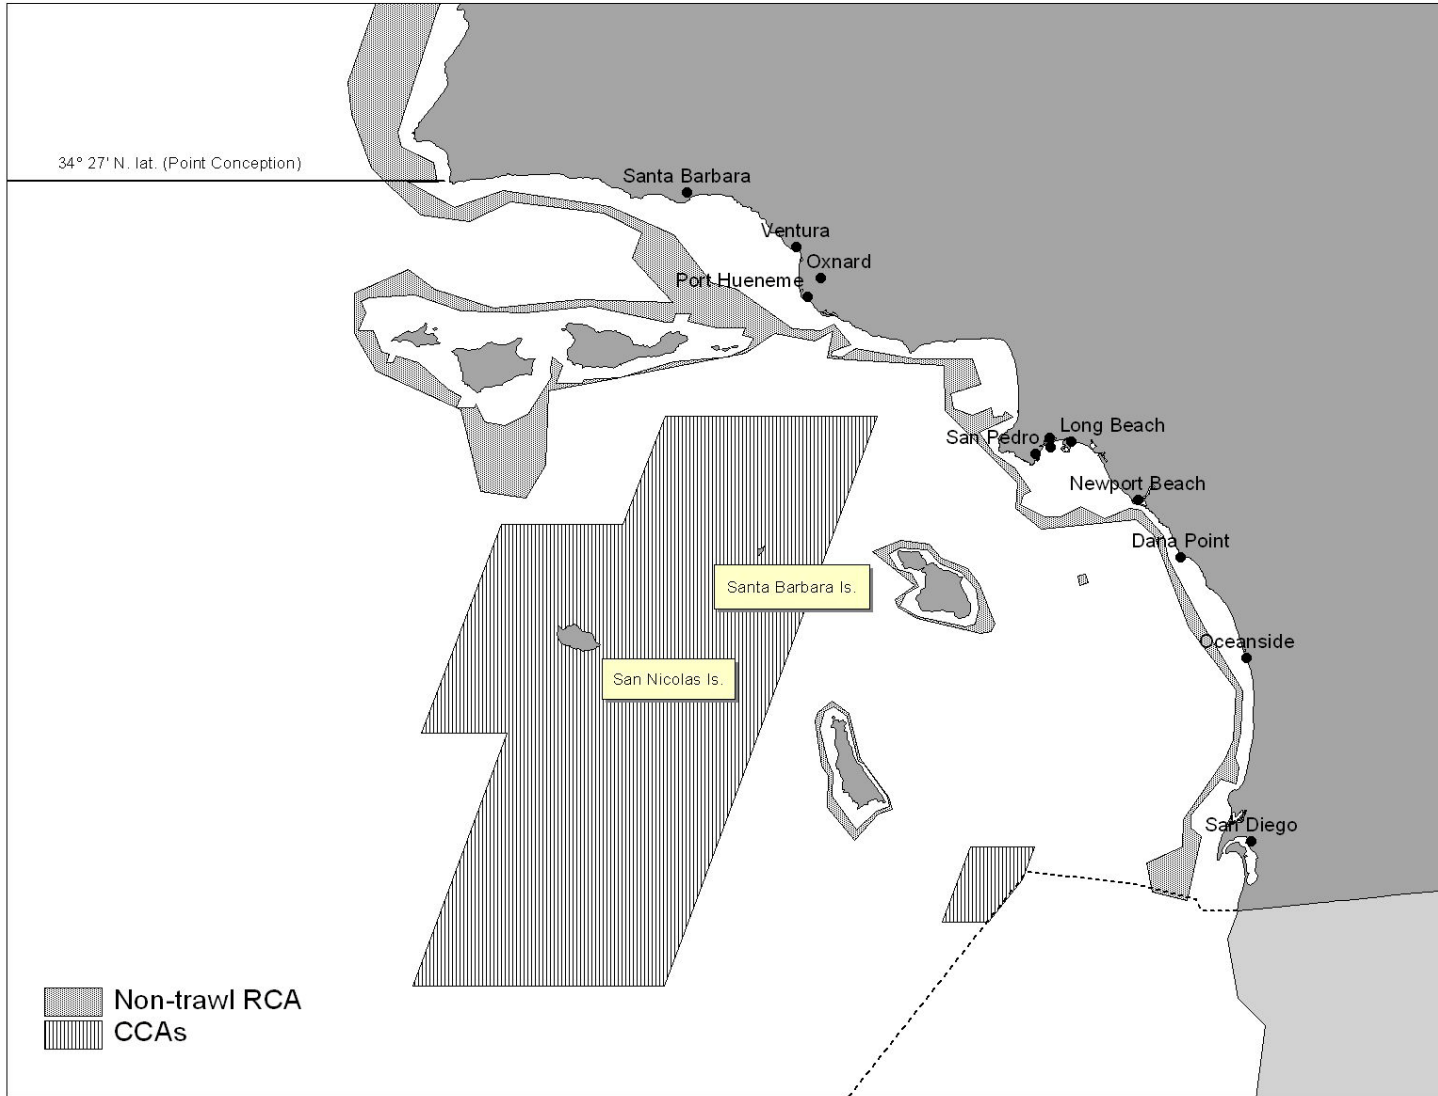 34° 27' N. lat. (Point Conception)
Santa Barbara
Ventura
Oxnard
Port Hueneme
Long Beach
San Pedro
Newport Beach
Dana Point
Santa Barbara Is.
Oceanside
San Nicolas Is.
San Diego
Non-trawl RCA
CCAs